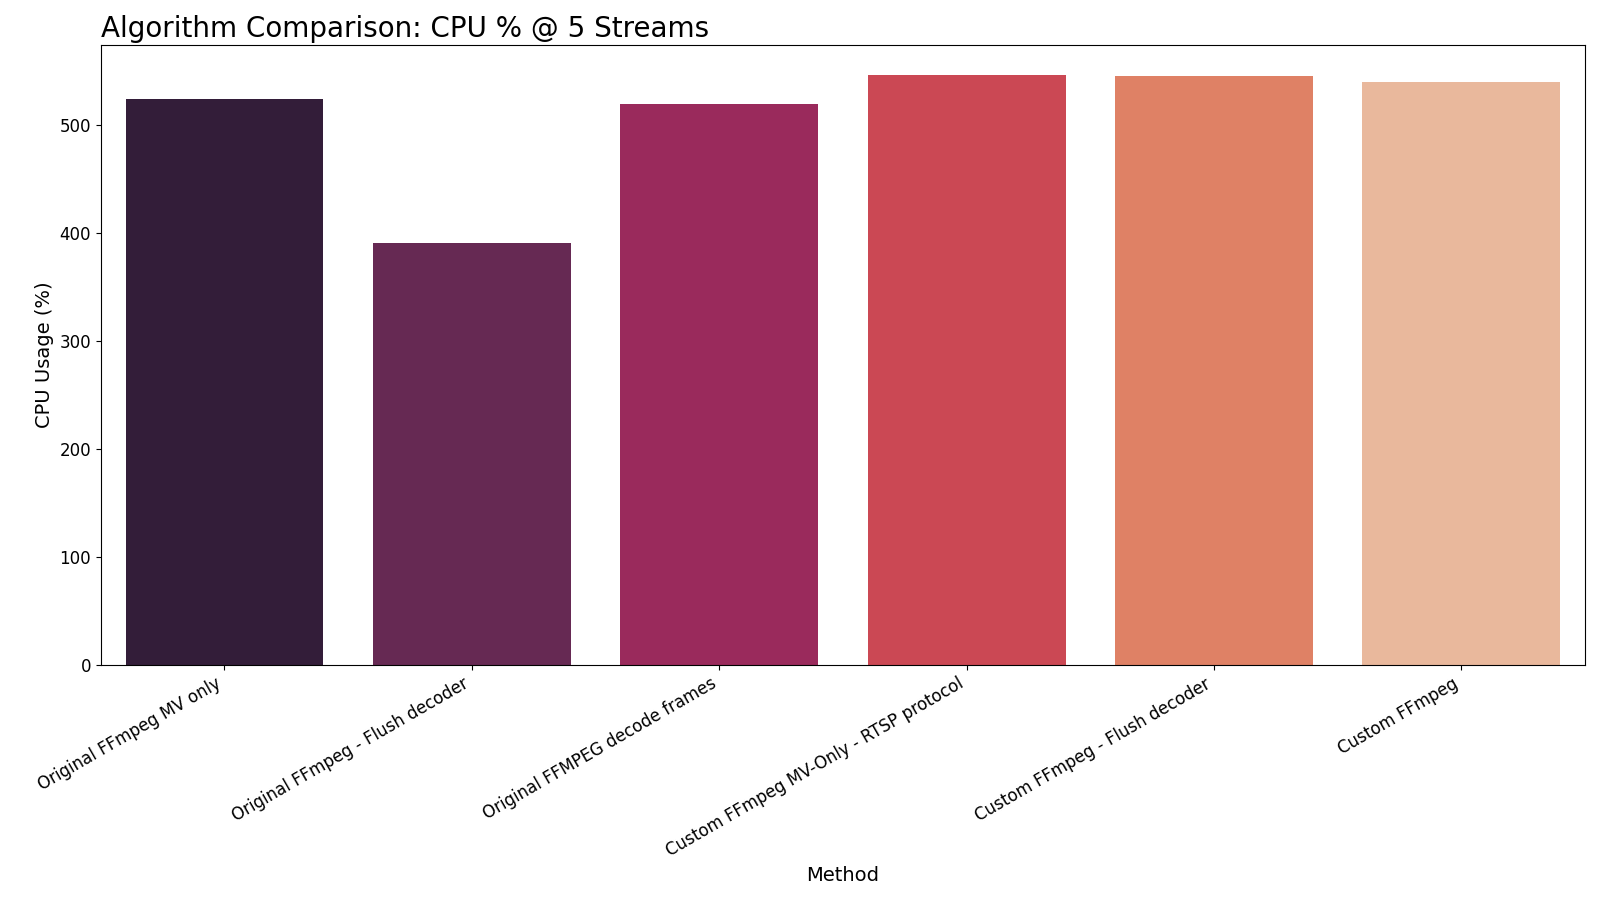 Algorithm Comparison: CPU % @ 5 Streams
CPU Usage (%)
500
400
300
200
100
0
Original FFmpeg MV only
Original FFmpeg - Flush decoder
Original FFMPEG decode frames
Custom FFmpeg MV-Only - RTSP protocol
Custom FFmpeg - Flush decoder
Custom FFmpeg
Method